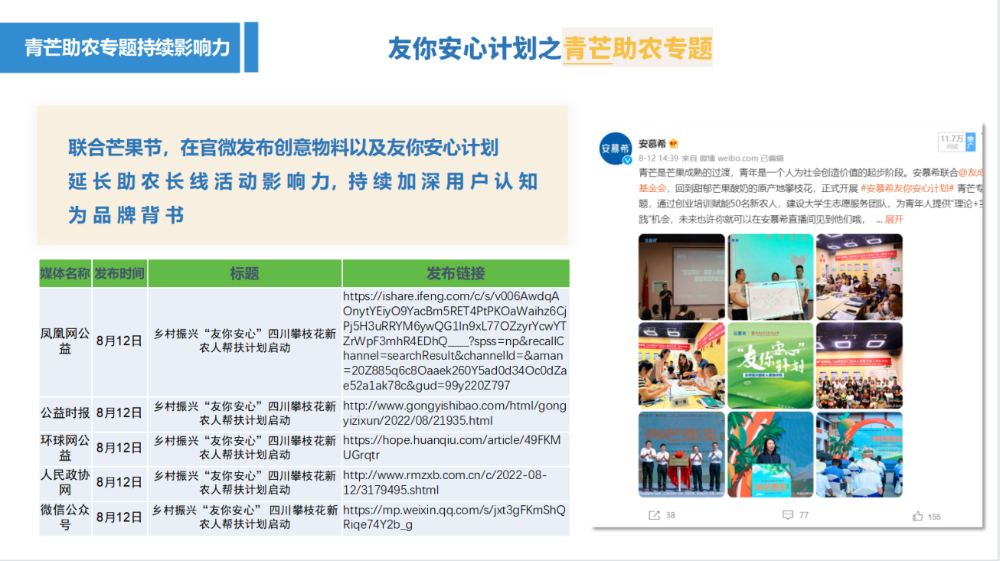 青芒助农专题持续影响力
友你安心计划之青芒助农专题
联合芒果节，在官微发布创意物料以及友你安心计划
延长助农长线活动影响力，持续加深用户认知
为品牌背书
媒体名称 发布时间 标题 发布链接
凤凰网公益 8月12日 乡村振兴“友你安心”四川攀枝花新
农人帮扶计划启动
https://ishare.ifeng.com/c/s/v006AwdqA
OnytYEiyO9YacBm5RET4PtPKOaWaihz6Cj
Pj5H3uRRYM6ywQG1In9xL77OZzyrYcwYT
ZrWpF3mhR4EDhQ____?spss=np&recallC
hannel=searchResult&channelId=&aman
=20Z885q6c8Oaaek260Y5ad0d34Oc0dZa
e52a1ak78c&gud=99y220Z797
公益时报 8月12日 乡村振兴“友你安心”四川攀枝花新
农人帮扶计划启动
http://www.gongyishibao.com/html/gong
yizixun/2022/08/21935.html
环球网公益 8月12日 乡村振兴“友你安心”四川攀枝花新
农人帮扶计划启动
https://hope.huanqiu.com/article/49FKM
UGrqtr
人民政协网 8月12日 乡村振兴“友你安心”四川攀枝花新
农人帮扶计划启动
http://www.rmzxb.com.cn/c/2022-08-
12/3179495.shtml
微信公众号 8月12日 乡村振兴“友你安心” 四川攀枝花新
农人帮扶计划启动
https://mp.weixin.qq.com/s/jxt3gFKmShQ
Riqe74Y2b_g
安慕希
安慕希
8-12 14:39 来自 微博 weibo.com 已编辑
11.7万
阅读
推广
青芒是芒果成熟的过渡，青年是一个人为社会创造价值的起步阶段。安慕希联合@友成
基金会，回到甜郁芒果酸奶的原产地攀枝花，正式开展 #安慕希友你安心计划# 青芒专
题，通过创业培训赋能50名新农人，建设大学生志愿服务团队，为青年人提供“理论+实
践”机会，未来也许你就可以在安慕希直播间见到他们哦， ... 展开
安慕希
“友你安心”计划
38
77
155